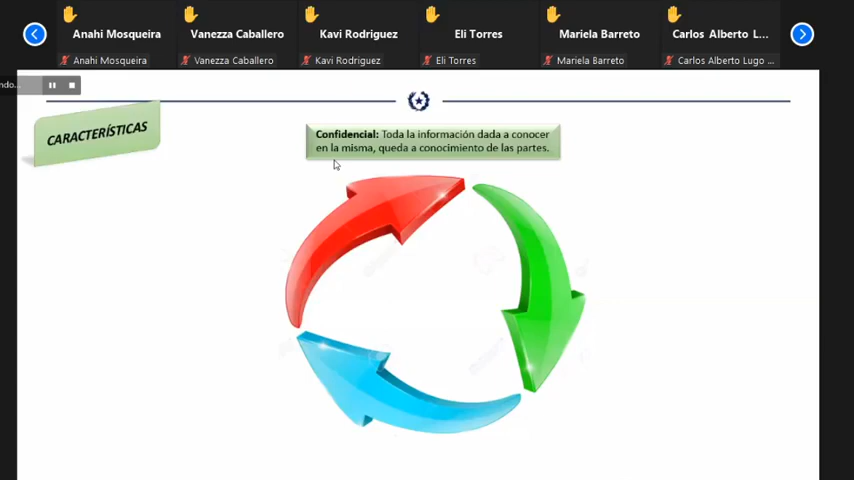 Anahi Mosqueira
Vanezza Caballero
Kavi Rodriguez
Eli Torres
Mariela Barreto
Carlos Alberto L...
Anahi Mosqueira
Vanezza Caballero
Kavi Rodriguez
Eli Torres
Mariela Barreto
Carlos Alberto Lugo ...
ndo...
CARACTERÍSTICAS
Confidencial: Toda la información dada a conocer
en la misma, queda a conocimiento de las partes.